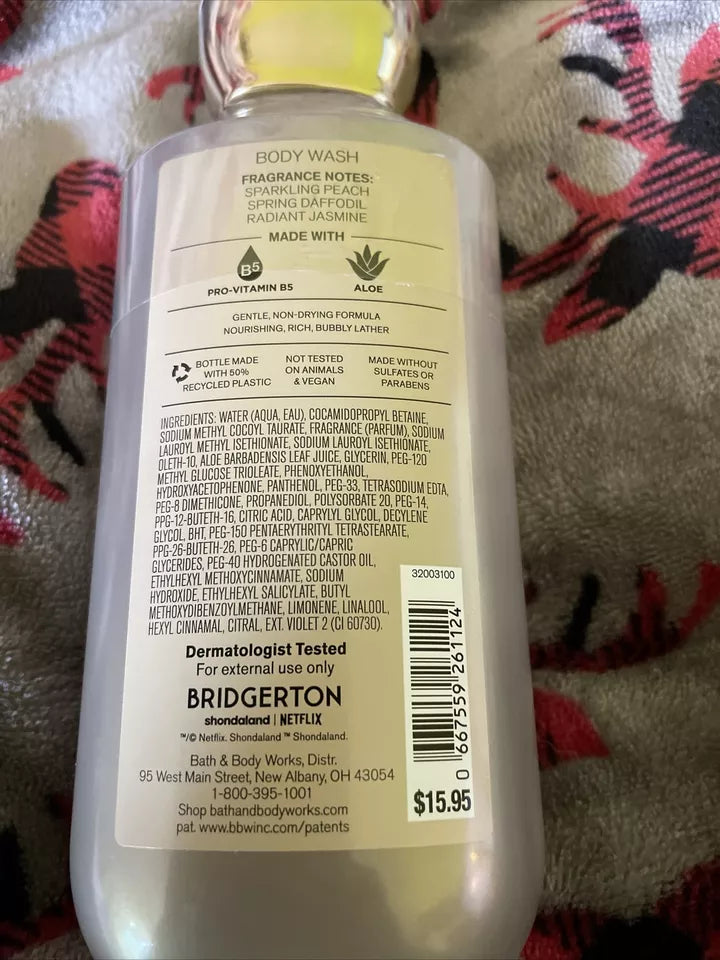 BODY WASH
FRAGRANCE NOTES:
SPARKLING PEACH
SPRING DAFFODIL
RADIANT JASMINE
MADE WITH
B5
PRO-VITAMIN B5
ALOE
GENTLE, NON-DRYING FORMULA
NOURISHING, RICH, BUBBLY LATHER
BOTTLE MADE
WITH 50%
RECYCLED PLASTIC
NOT TESTED
ON ANIMALS
& VEGAN
MADE WITHOUT
SULFATES OR
PARABENS
INGREDIENTS: WATER (AQUA, EAU), COCAMIDOPROPYL BETAINE,
SODIUM METHYL COCOYL TAURATE, FRAGRANCE (PARFUM), SODIUM
LAUROYL METHYL ISETHIONATE, SODIUM LAUROYL ISETHIONATE,
OLETH-10, ALOE BARBADENSIS LEAF JUICE, GLYCERIN, PEG-120
METHYL GLUCOSE TRIOLEATE, PHENOXYETHANOL,
HYDROXYACETOPHENONE, PANTHENOL, PEG-33, TETRASODIUM EDTA,
PEG-8 DIMETHICONE, PROPANEDIOL, POLYSORBATE 20, PEG-14,
PPG-12-BUTETH-16, CITRIC ACID, CAPRYLYL GLYCOL, DECYLENE
GLYCOL, BHT, PEG-150 PENTAERYTHRITYL TETRASTEARATE,
PPG-26-BUTETH-26, PEG-6 CAPRYLIC/CAPRIC
GLYCERIDES, PEG-40 HYDROGENATED CASTOR OIL,
ETHYLHEXYL METHOXYCINNAMATE, SODIUM
HYDROXIDE, ETHYLHEXYL SALICYLATE, BUTYL
METHOXYDIBENZOYLMETHANE, LIMONENE, LINALOOL,
HEXYL CINNAMAL, CITRAL, EXT. VIOLET 2 (CI 60730).
Dermatologist Tested
For external use only
BRIDGERTON
shondaland | NETFLIX
™/© Netflix. Shondaland ™ Shondaland.
Bath & Body Works, Distr.
95 West Main Street, New Albany, OH 43054
1-800-395-1001
Shop bathandbodyworks.com
pat. www.bbwinc.com/patents
32003100
0 667559 261124
$15.95